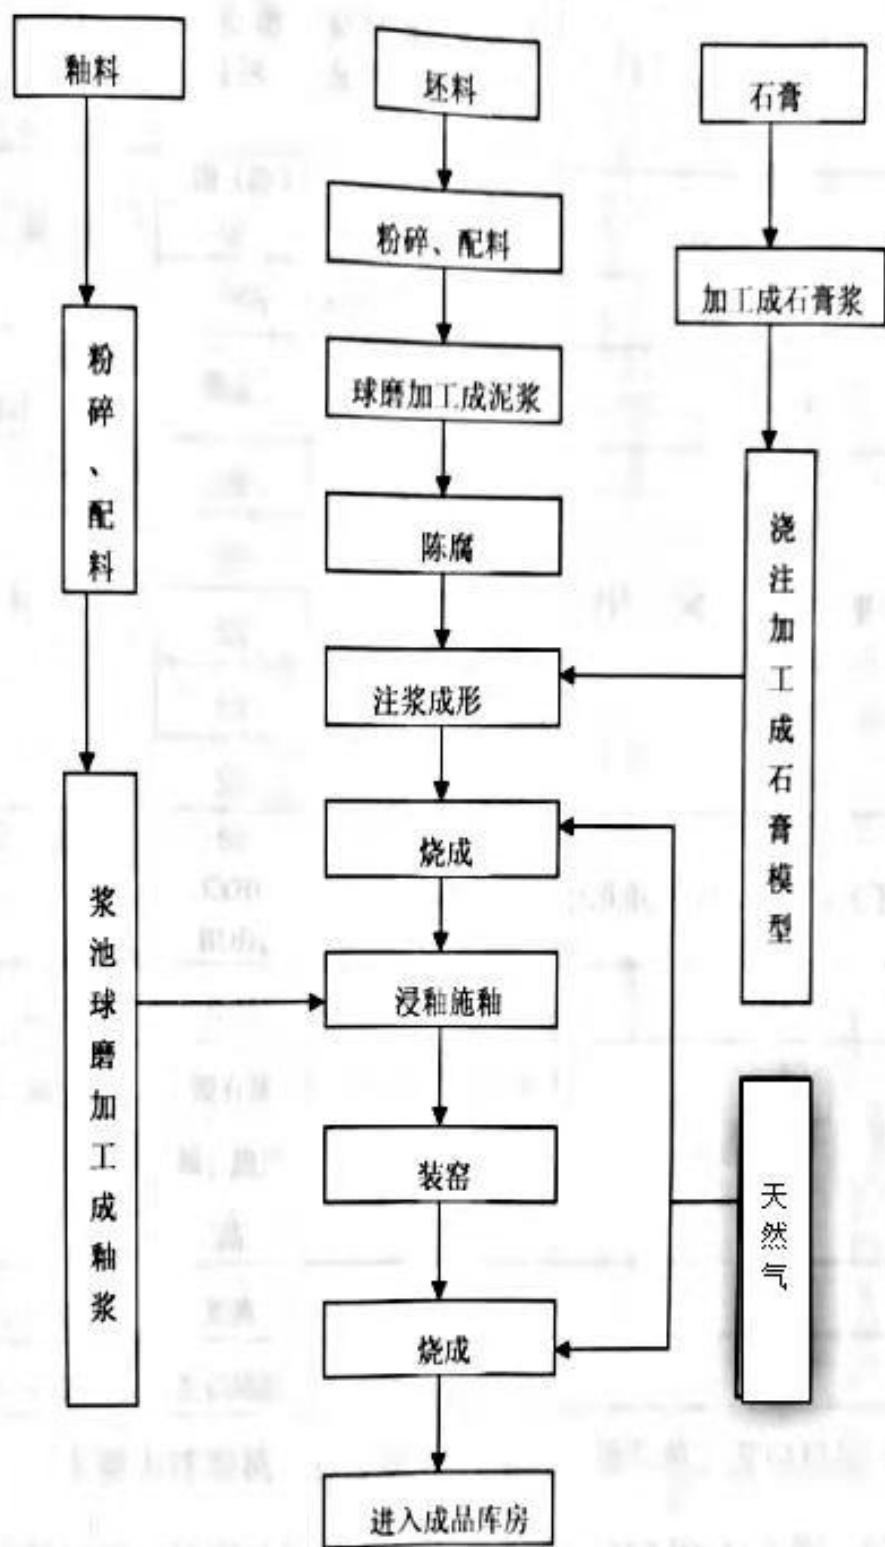 釉料
坯料
石膏
粉碎、配料
加工成石膏浆
粉碎、配料
球磨加工成泥浆
陈腐
浇注加工成石膏模型
注浆成形
烧成
浆池球磨加工成釉浆
浸釉施釉
装窑
天然气
烧成
进入成品库房